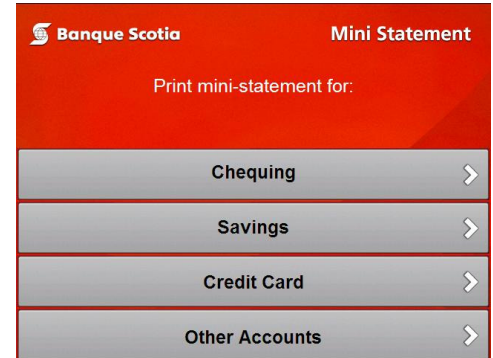 Banque Scotia
Mini Statement
Print mini-statement for:
Chequing
Savings
Credit Card
Other Accounts